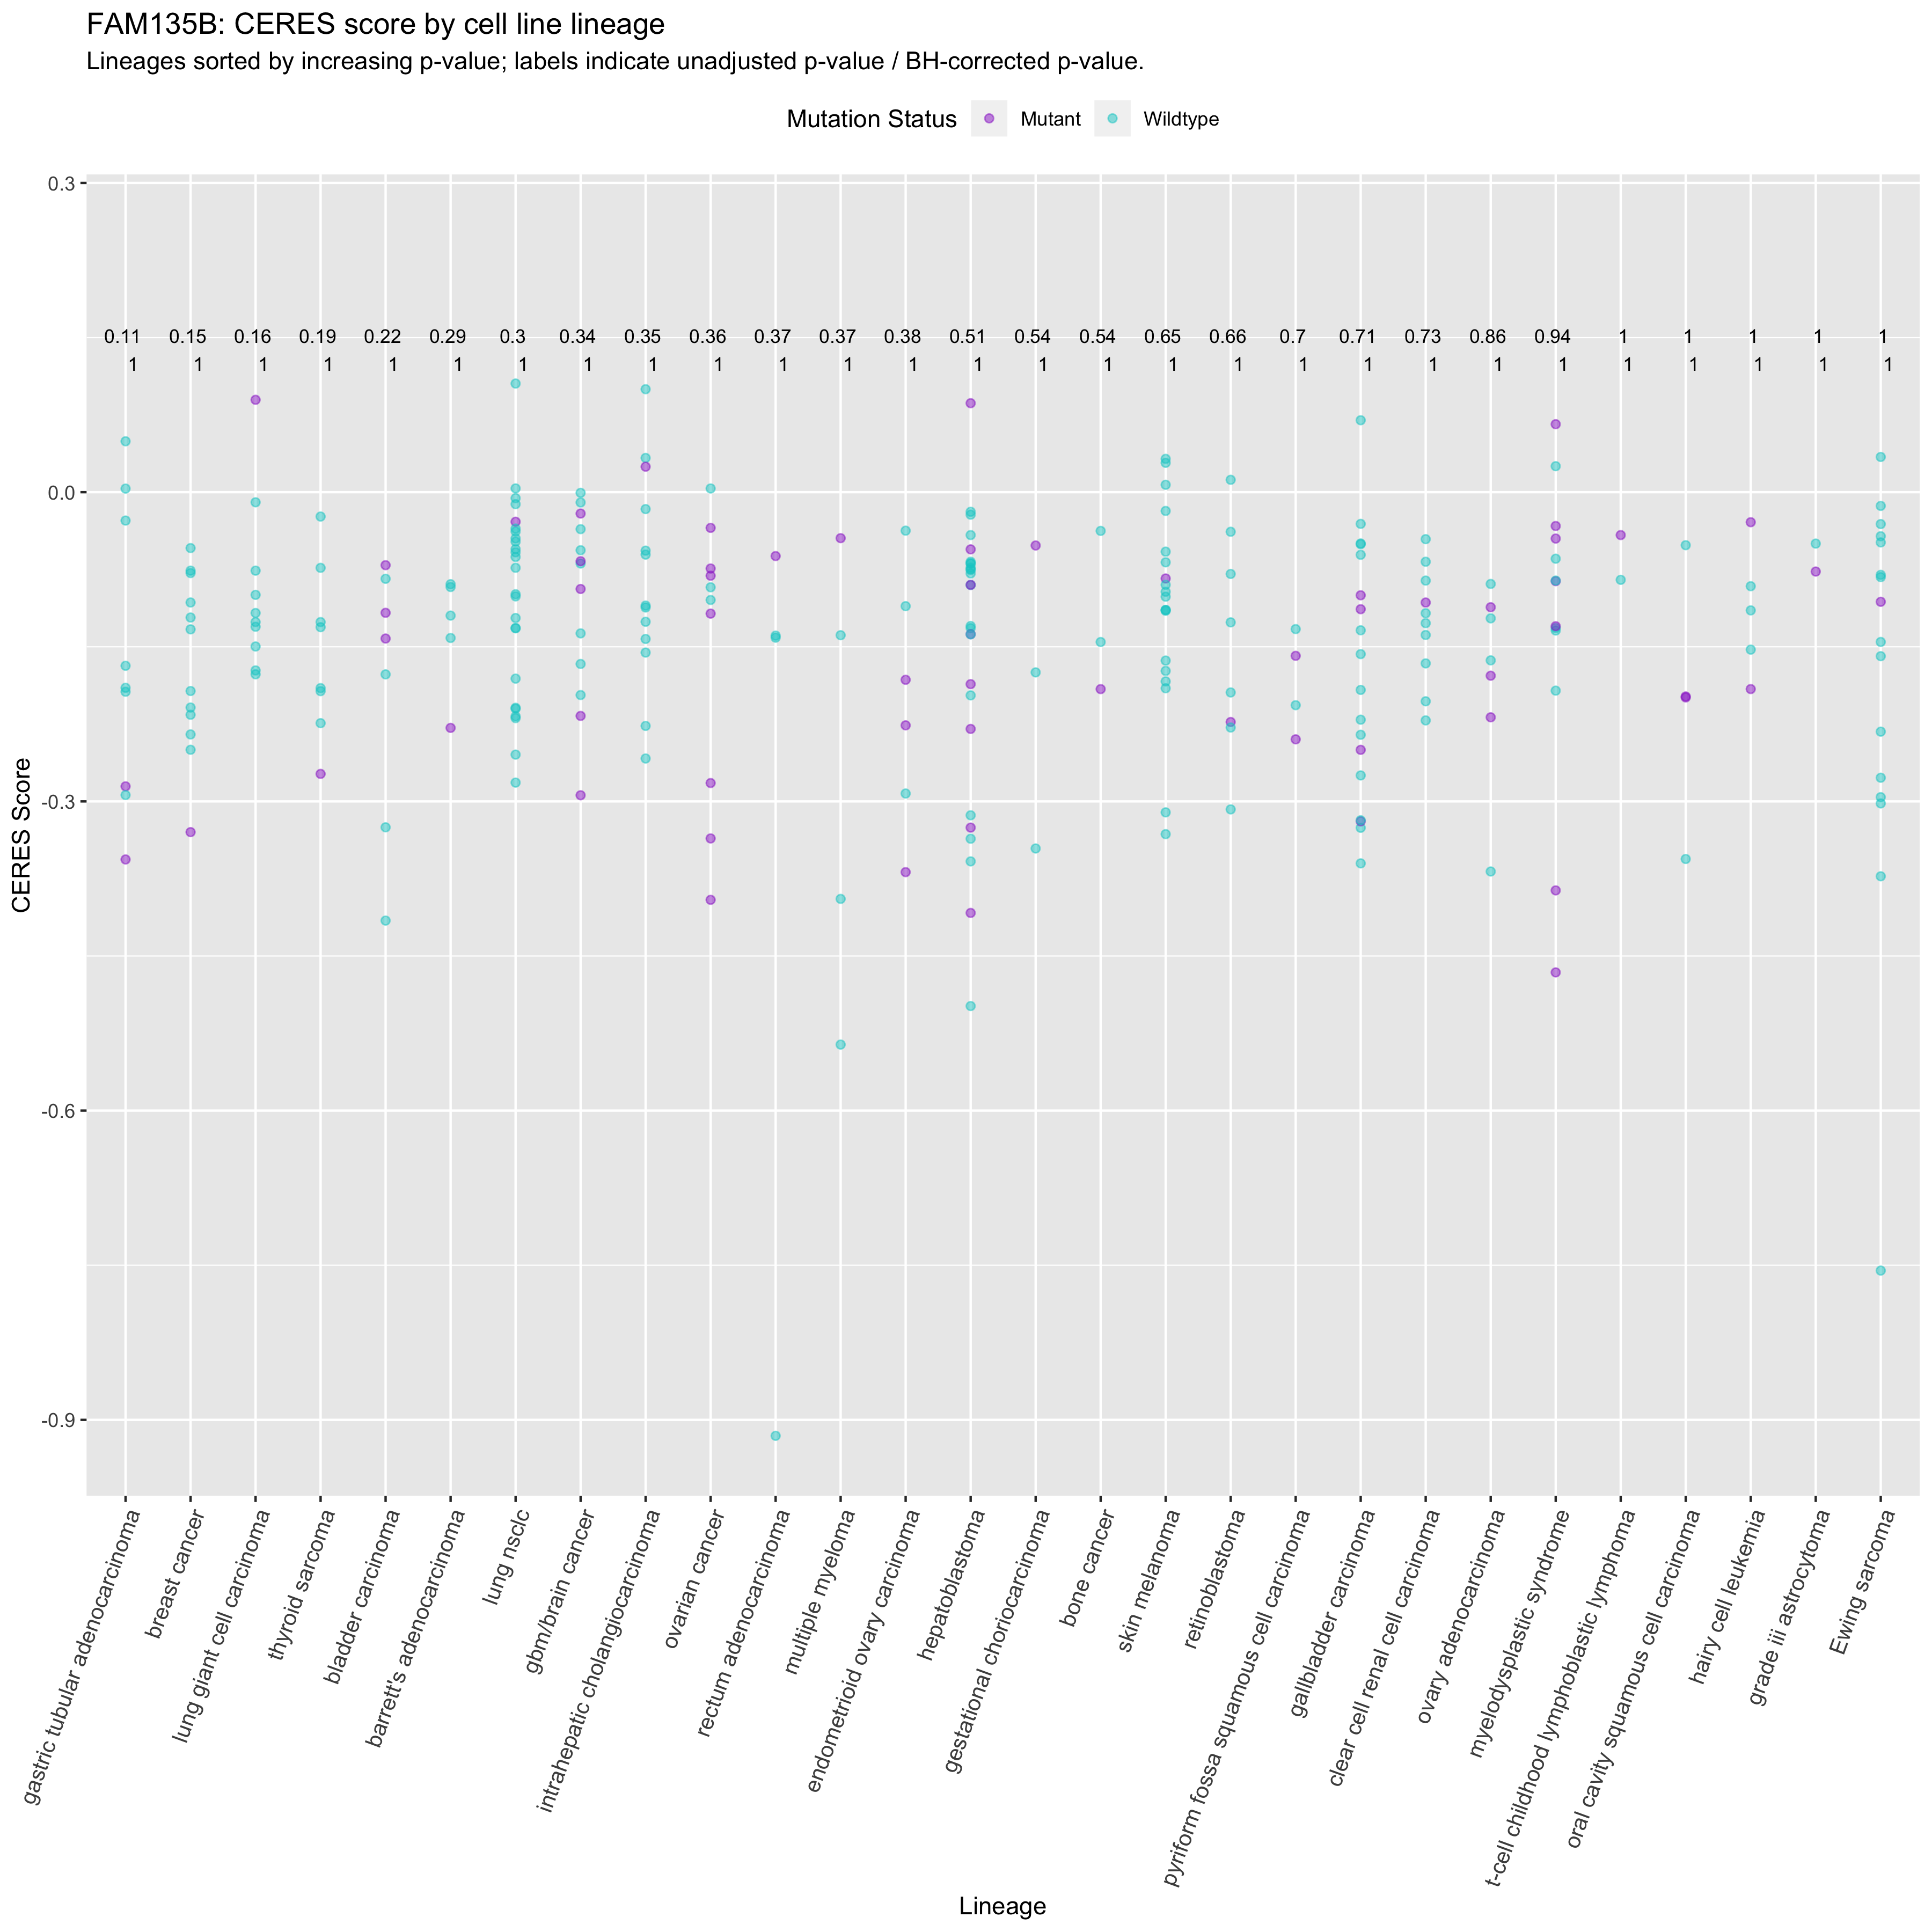 FAM135B: CERES score by cell line lineage
Lineages sorted by increasing p-value; labels indicate unadjusted p-value / BH-corrected p-value.
Mutation Status Mutant Wildtype
0.3
0.11 0.15 0.16 0.19 0.22 0.29 0.3 0.34 0.35 0.36 0.37 0.37 0.38 0.51 0.54 0.54 0.65 0.66 0.7 0.71 0.73 0.86 0.94 1 1 1 1 1
1 1 1 1 1 1 1 1 1 1 1 1 1 1 1 1 1 1 1 1 1 1 1 1 1 1 1 1
0.0
-0.3
-0.6
-0.9
CERES Score
gastric tubular adenocarcinoma
breast cancer
lung giant cell carcinoma
thyroid sarcoma
bladder carcinoma
barrett's adenocarcinoma
lung nsclc
gbm/brain cancer
intrahepatic cholangiocarcinoma
ovarian cancer
rectum adenocarcinoma
multiple myeloma
endometrioid ovary carcinoma
hepatoblastoma
gestational choriocarcinoma
bone cancer
skin melanoma
retinoblastoma
pyriform fossa squamous cell carcinoma
gallbladder carcinoma
clear cell renal cell carcinoma
ovary adenocarcinoma
myelodysplastic syndrome
t-cell childhood lymphoblastic lymphoma
oral cavity squamous cell carcinoma
hairy cell leukemia
grade iii astrocytoma
Ewing sarcoma
Lineage